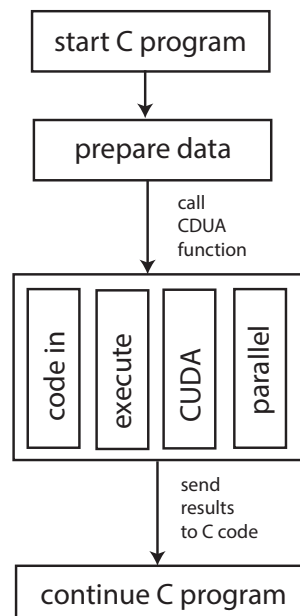 start C program
prepare data
call
CDUA
function
code in
execute
CUDA
parallel
send
results
to C code
continue C program